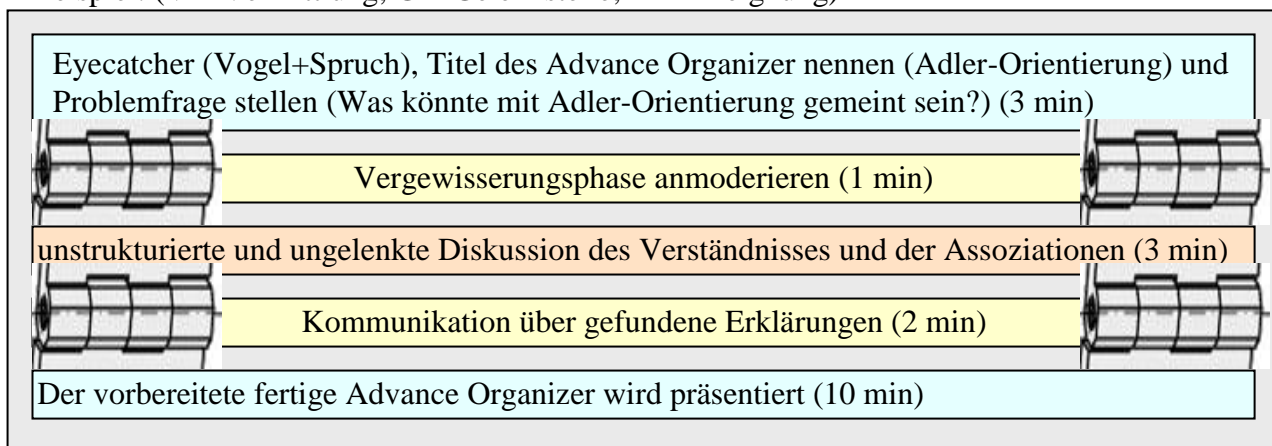 Eyecatcher (Vogel+Spruch), Titel des Advance Organizer nennen (Adler-Orientierung) und
Problemfrage stellen (Was könnte mit Adler-Orientierung gemeint sein?) (3 min)
Vergewisserungsphase anmoderieren (1 min)
unstrukturierte und ungelenkte Diskussion des Verständnisses und der Assoziationen (3 min)
Kommunikation über gefundene Erklärungen (2 min)
Der vorbereitete fertige Advance Organizer wird präsentiert (10 min)